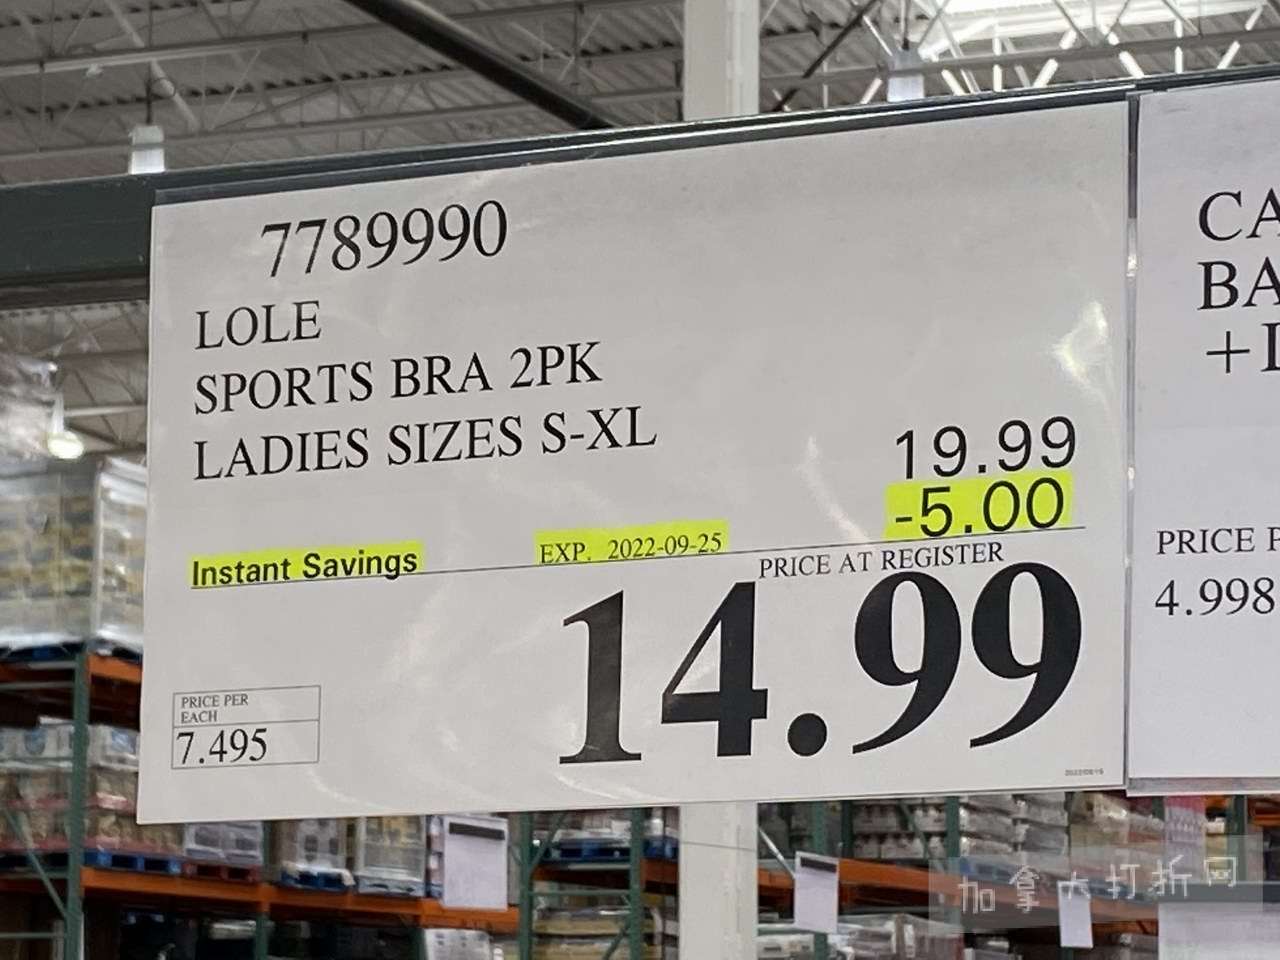 7789990
LOLE
SPORTS BRA 2PK
LADIES SIZES S-XL
19.99
-5.00
Instant Savings
EXP. 2022-09-25
PRICE AT REGISTER
14.99
PRICE PER
EACH
7.495
CA
BA
+
PRICE
4.998
加拿大打折网